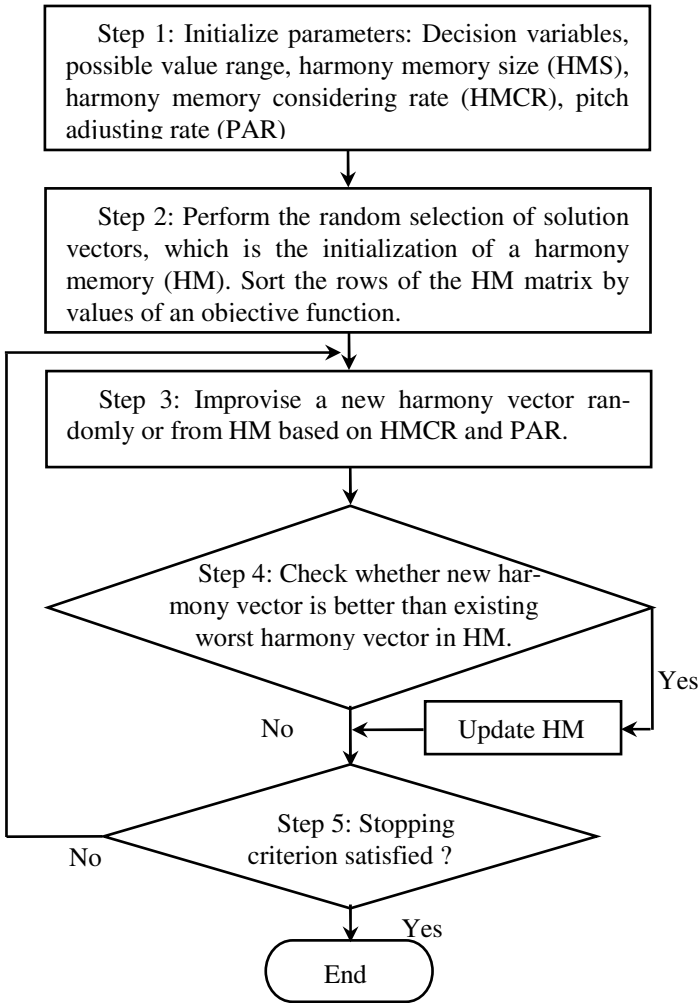 Step 1: Initialize parameters: Decision variables,
possible value range, harmony memory size (HMS),
harmony memory considering rate (HMCR), pitch
adjusting rate (PAR)
Step 2: Perform the random selection of solution
vectors, which is the initialization of a harmony
memory (HM). Sort the rows of the HM matrix by
values of an objective function.
Step 3: Improvise a new harmony vector ran-
domly or from HM based on HMCR and PAR.
Step 4: Check whether new har-
mony vector is better than existing
worst harmony vector in HM.
Yes
No
Update HM
Step 5: Stopping
criterion satisfied ?
No
Yes
End